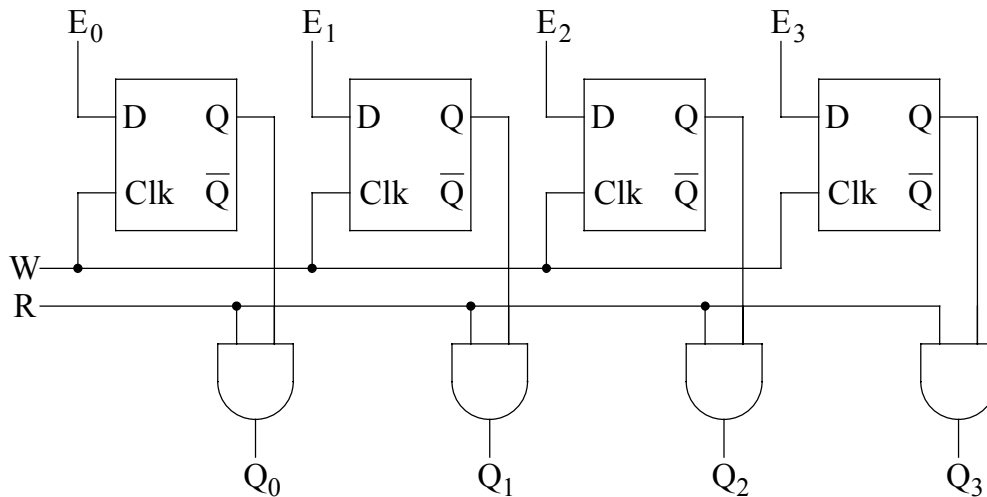 E₀ E₁ E₂ E₃
D Q D Q D Q D Q
Clk Q̅ Clk Q̅ Clk Q̅ Clk Q̅
W
R
Q₀ Q₁ Q₂ Q₃